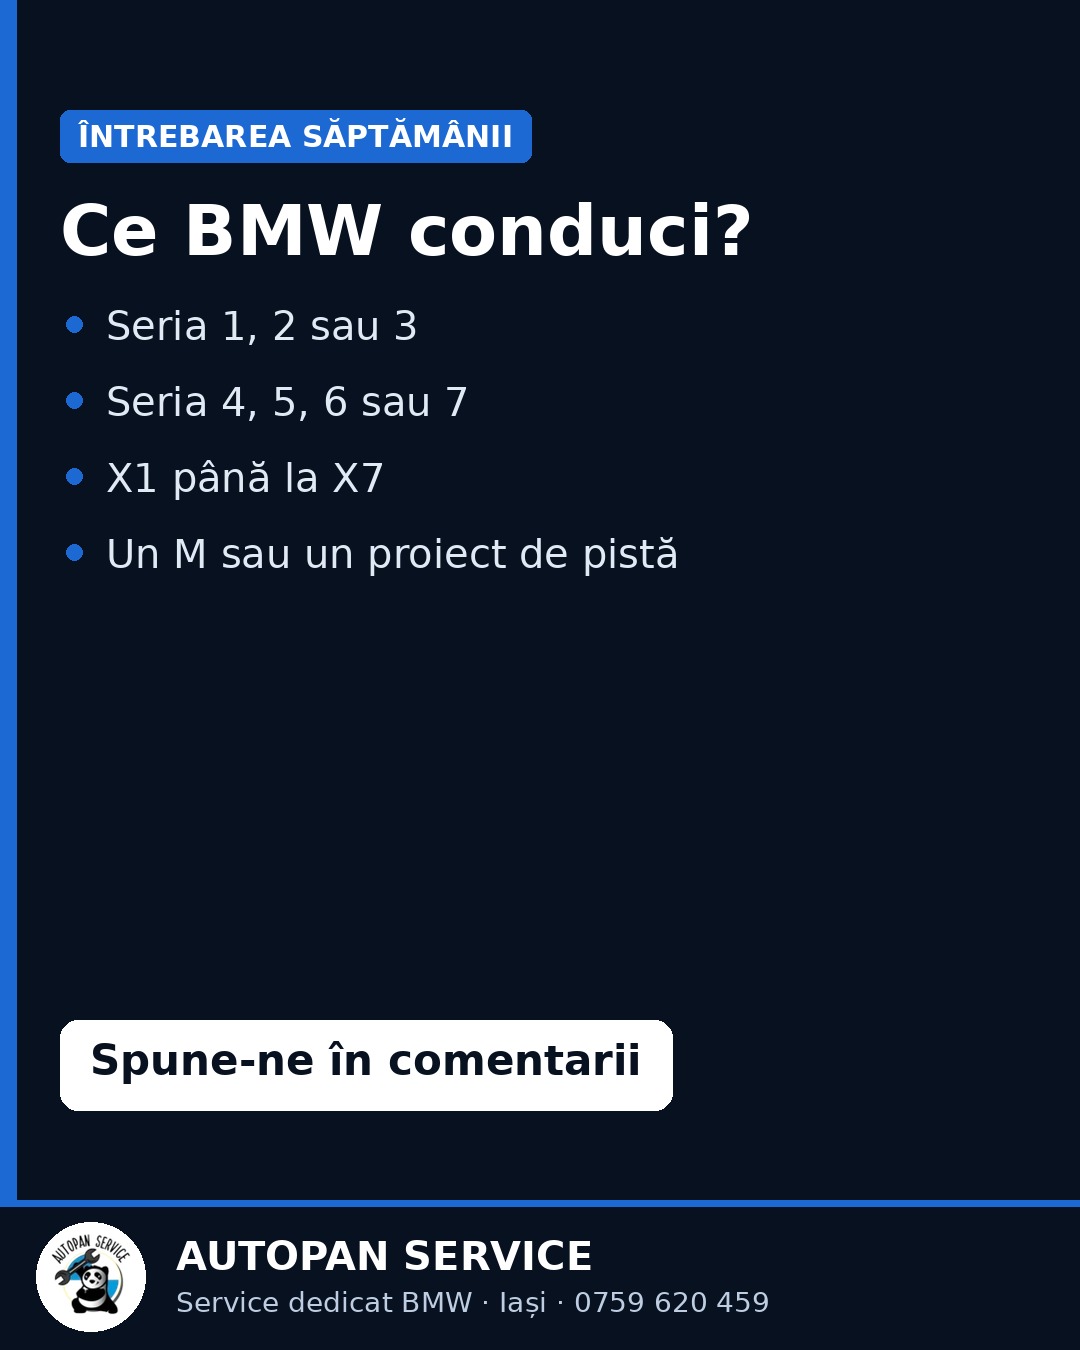 ÎNTREBAREA SĂPTĂMÂNII
Ce BMW conduci?
Seria 1, 2 sau 3
Seria 4, 5, 6 sau 7
X1 până la X7
Un M sau un proiect de pistă
Spune-ne în comentarii
AUTOPAN SERVICE
AUTOPAN SERVICE
Service dedicat BMW · Iași · 0759 620 459